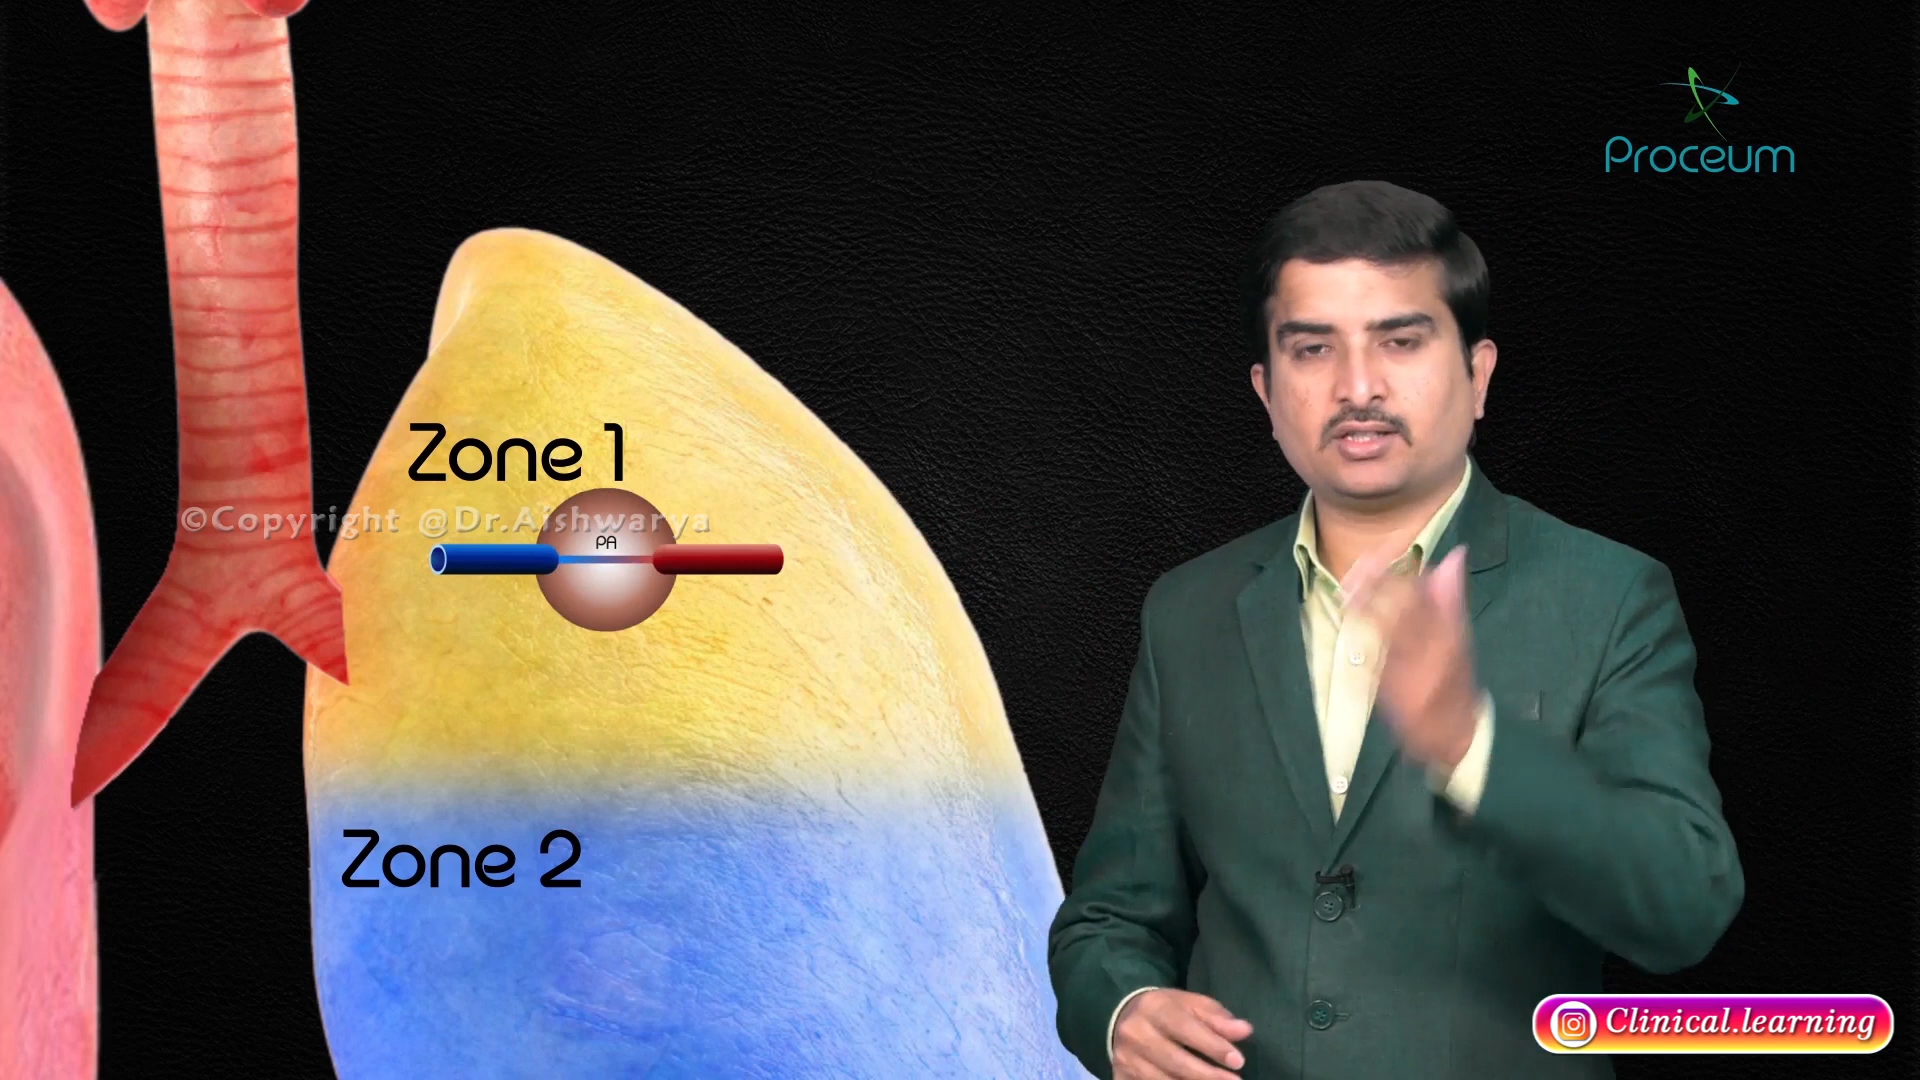 Proceum
Zone 1
©Copyright @Dr.Aishwarya
PA
Zone 2
Clinical.learning